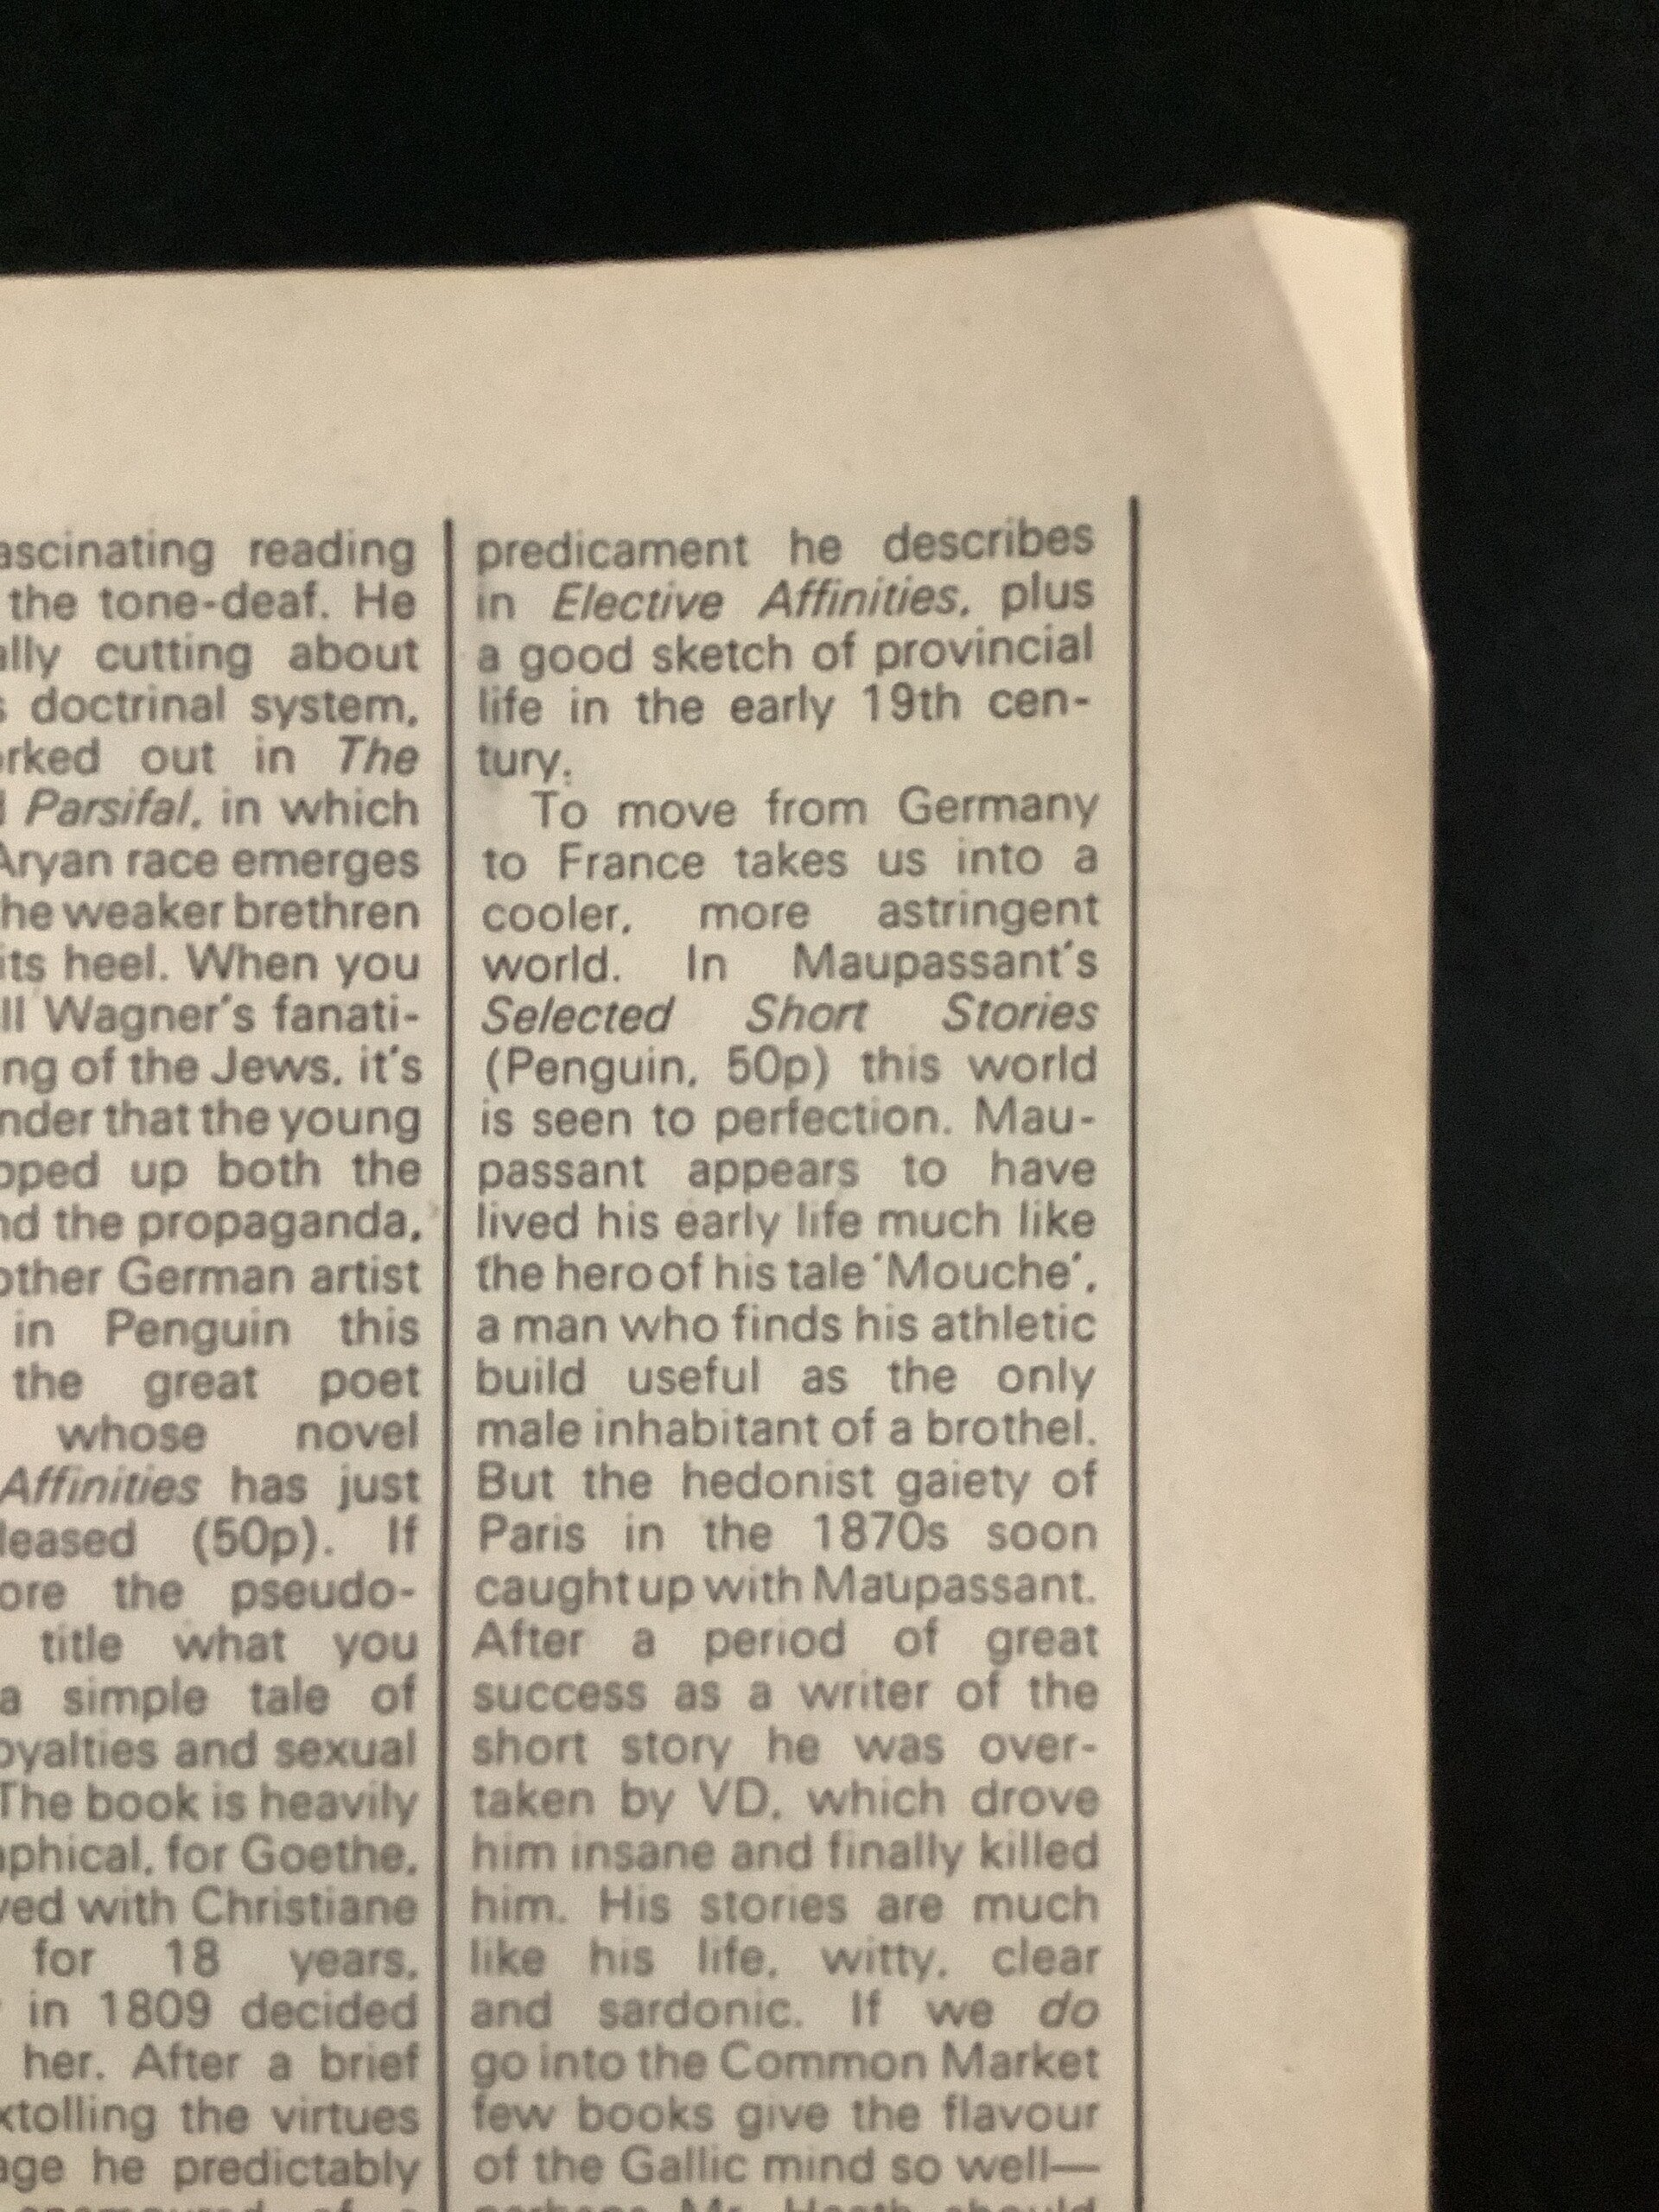 ascinating reading
the tone-deaf. He
ally cutting about
s doctrinal system,
orked out in The
Parsifal, in which
Aryan race emerges
he weaker brethren
its heel. When you
ll Wagner's fanati-
ng of the Jews, it's
nder that the young
pped up both the
nd the propaganda,
other German artist
in Penguin this
the great poet
whose novel
Affinities has just
leased (50p). If
ore the pseudo-
title what you
a simple tale of
oyalties and sexual
The book is heavily
aphical, for Goethe,
ved with Christiane
for 18 years,
in 1809 decided
her. After a brief
xtolling the virtues
age he predictably
predicament he describes
in Elective Affinities, plus
a good sketch of provincial
life in the early 19th cen-
tury.
To move from Germany
to France takes us into a
cooler, more astringent
world. In Maupassant's
Selected Short Stories
(Penguin, 50p) this world
is seen to perfection. Mau-
passant appears to have
lived his early life much like
the hero of his tale 'Mouche',
a man who finds his athletic
build useful as the only
male inhabitant of a brothel.
But the hedonist gaiety of
Paris in the 1870s soon
caught up with Maupassant.
After a period of great
success as a writer of the
short story he was over-
taken by VD, which drove
him insane and finally killed
him. His stories are much
like his life, witty, clear
and sardonic. If we do
go into the Common Market
few books give the flavour
of the Gallic mind so well—
perhaps Mr. Heath should